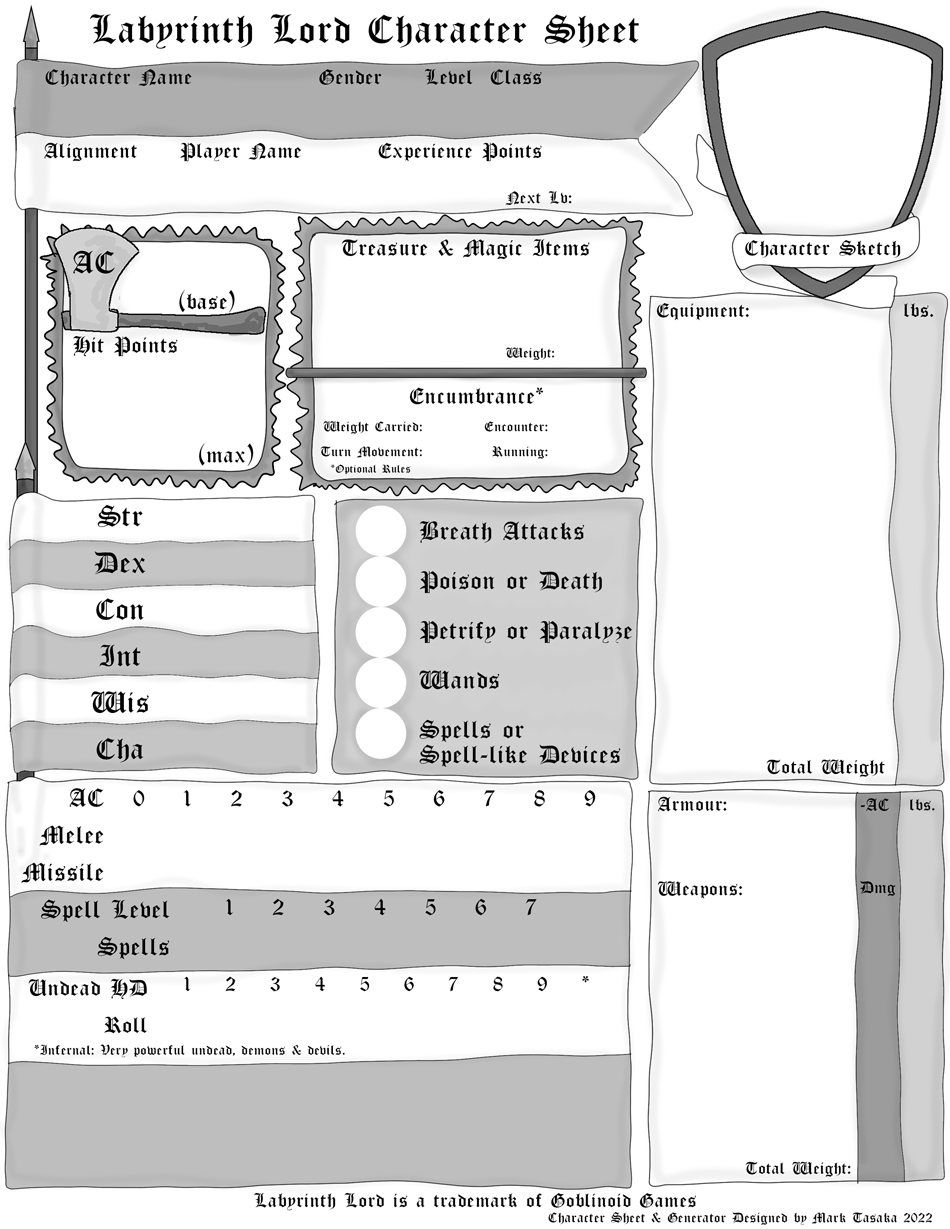 Labyrinth Lord Character Sheet
Character Name Gender Level Class
Alignment Player Name Experience Points
Next Lv:
Character Sketch
AC
(base)
Hit Points
(max)
Treasure & Magic Items
Weight:
Encumbrance*
Weight Carried: Encounter:
Turn Movement: Running:
*Optional Rules
Equipment: lbs.
Total Weight
Str
Dex
Con
Int
Wis
Cha
Breath Attacks
Poison or Death
Petrify or Paralyze
Wands
Spells or
Spell-like Devices
AC 0 1 2 3 4 5 6 7 8 9
Melee
Missile
Spell Level 1 2 3 4 5 6 7
Spells
Undead HD 1 2 3 4 5 6 7 8 9 *
Roll
*Infernal: Very powerful undead, demons & devils.
Armour: -AC lbs.
Weapons: Dmg
Total Weight:
Labyrinth Lord is a trademark of Goblinoid Games
Character Sheet & Generator Designed by Mark Tasaka 2022